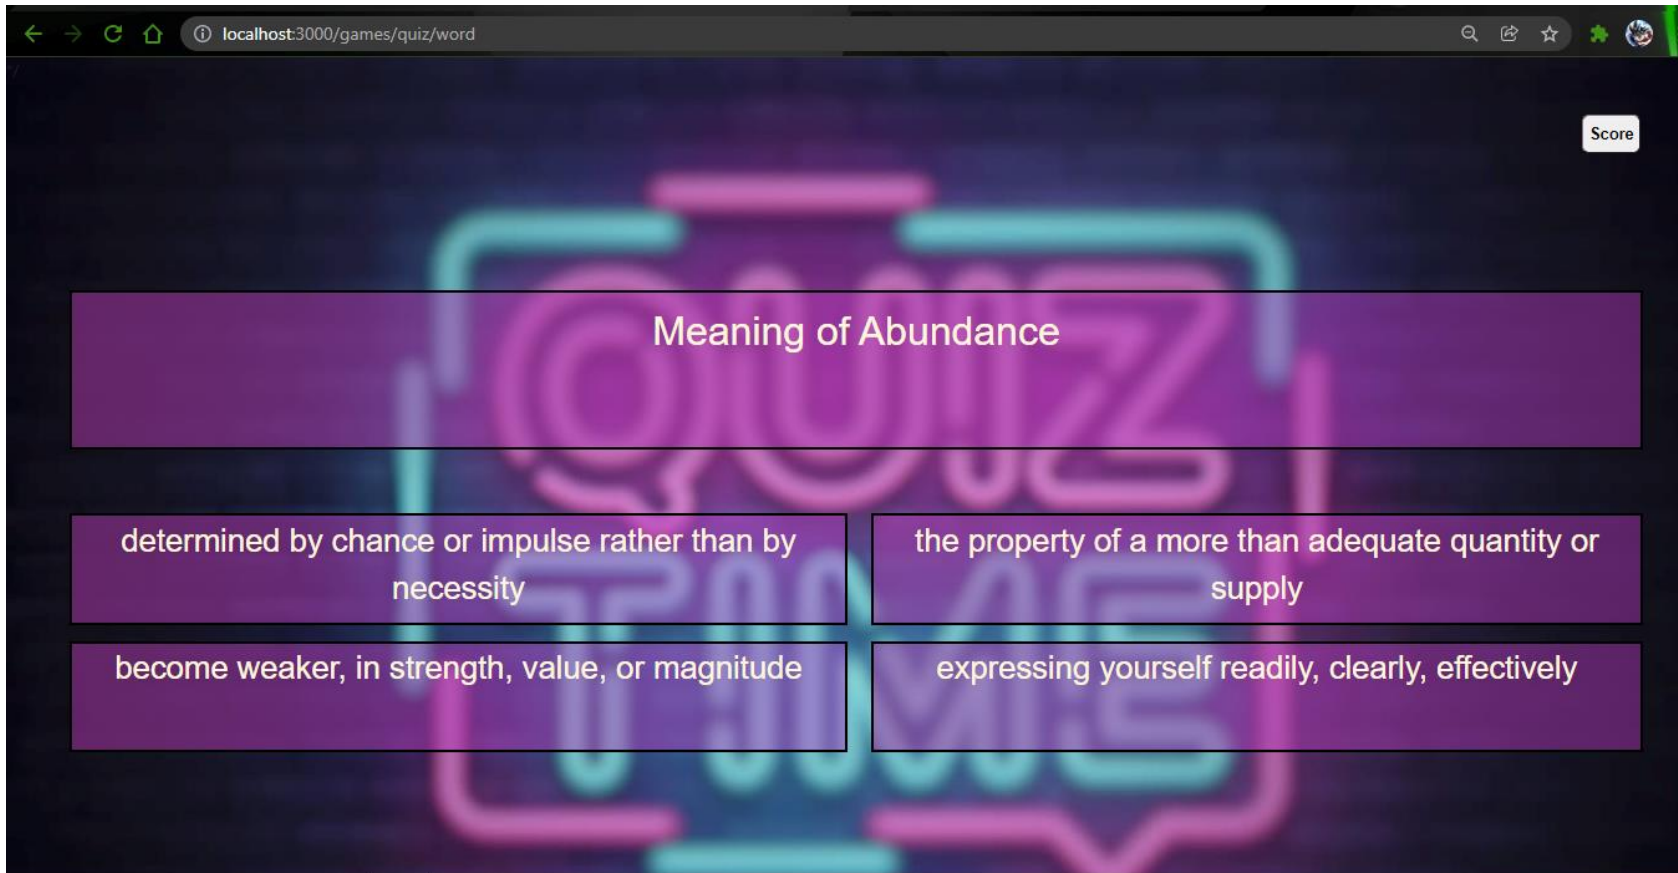 localhost:3000/games/quiz/word
Score
QUIZ
Meaning of Abundance
TIME
determined by chance or impulse rather than by
necessity
the property of a more than adequate quantity or
supply
become weaker, in strength, value, or magnitude
expressing yourself readily, clearly, effectively